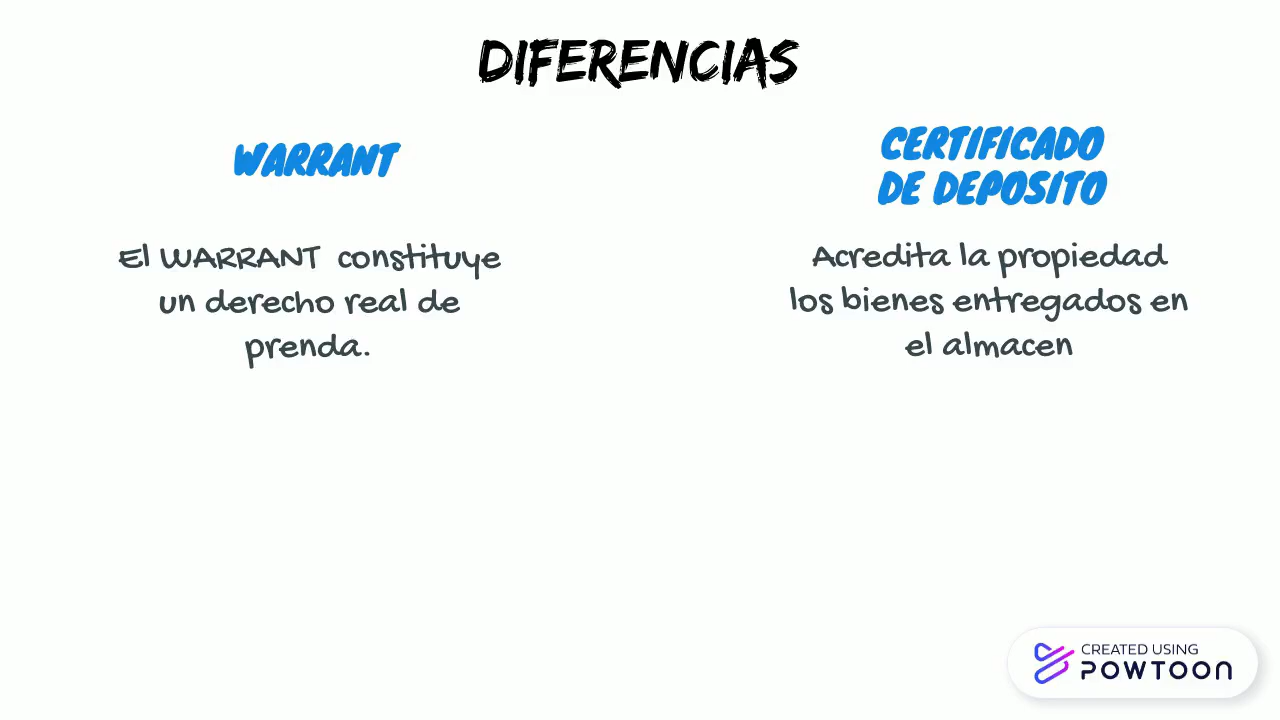 DIFERENCIAS
WARRANT
El WARRANT constituye
un derecho real de
prenda.
CERTIFICADO
DE DEPOSITO
Acredita la propiedad
los bienes entregados en
el almacen
CREATED USING
POWTOON